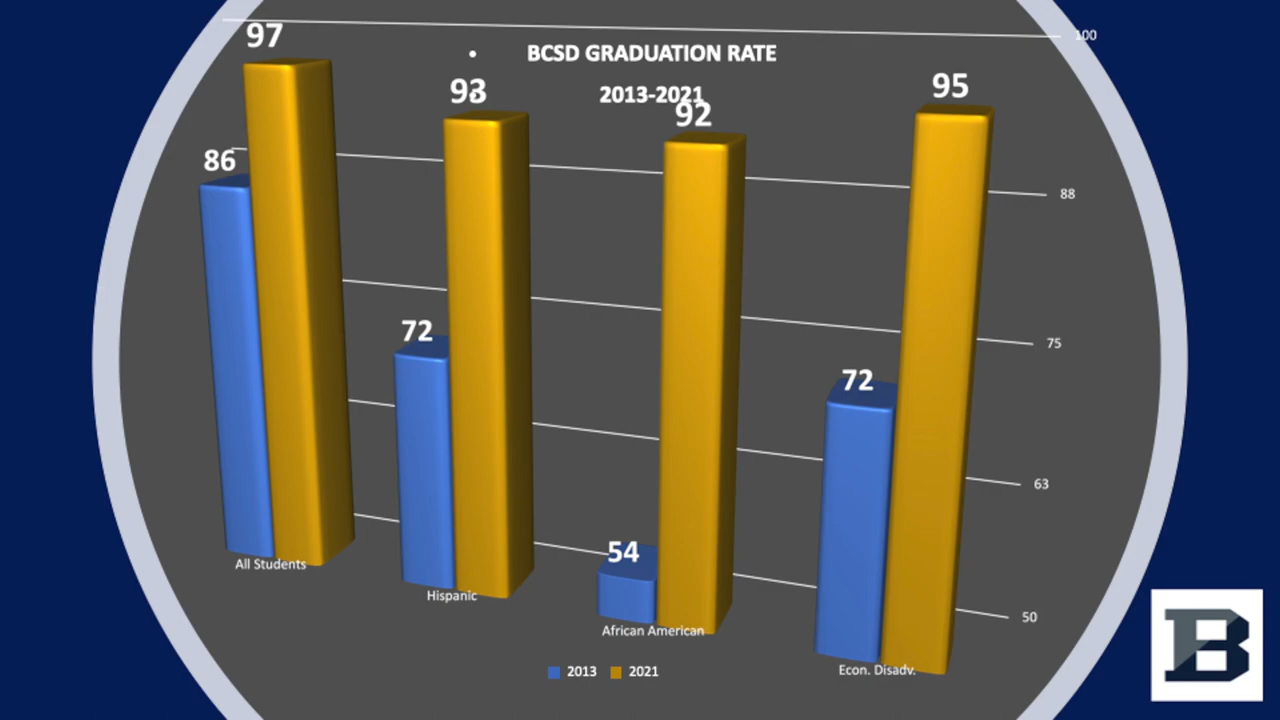 97
100
• BCSD GRADUATION RATE
93
2013-2021
95
92
86
88
72
75
72
63
54
50
All Students
Hispanic
African American
Econ. Disadv.
2013 2021
B